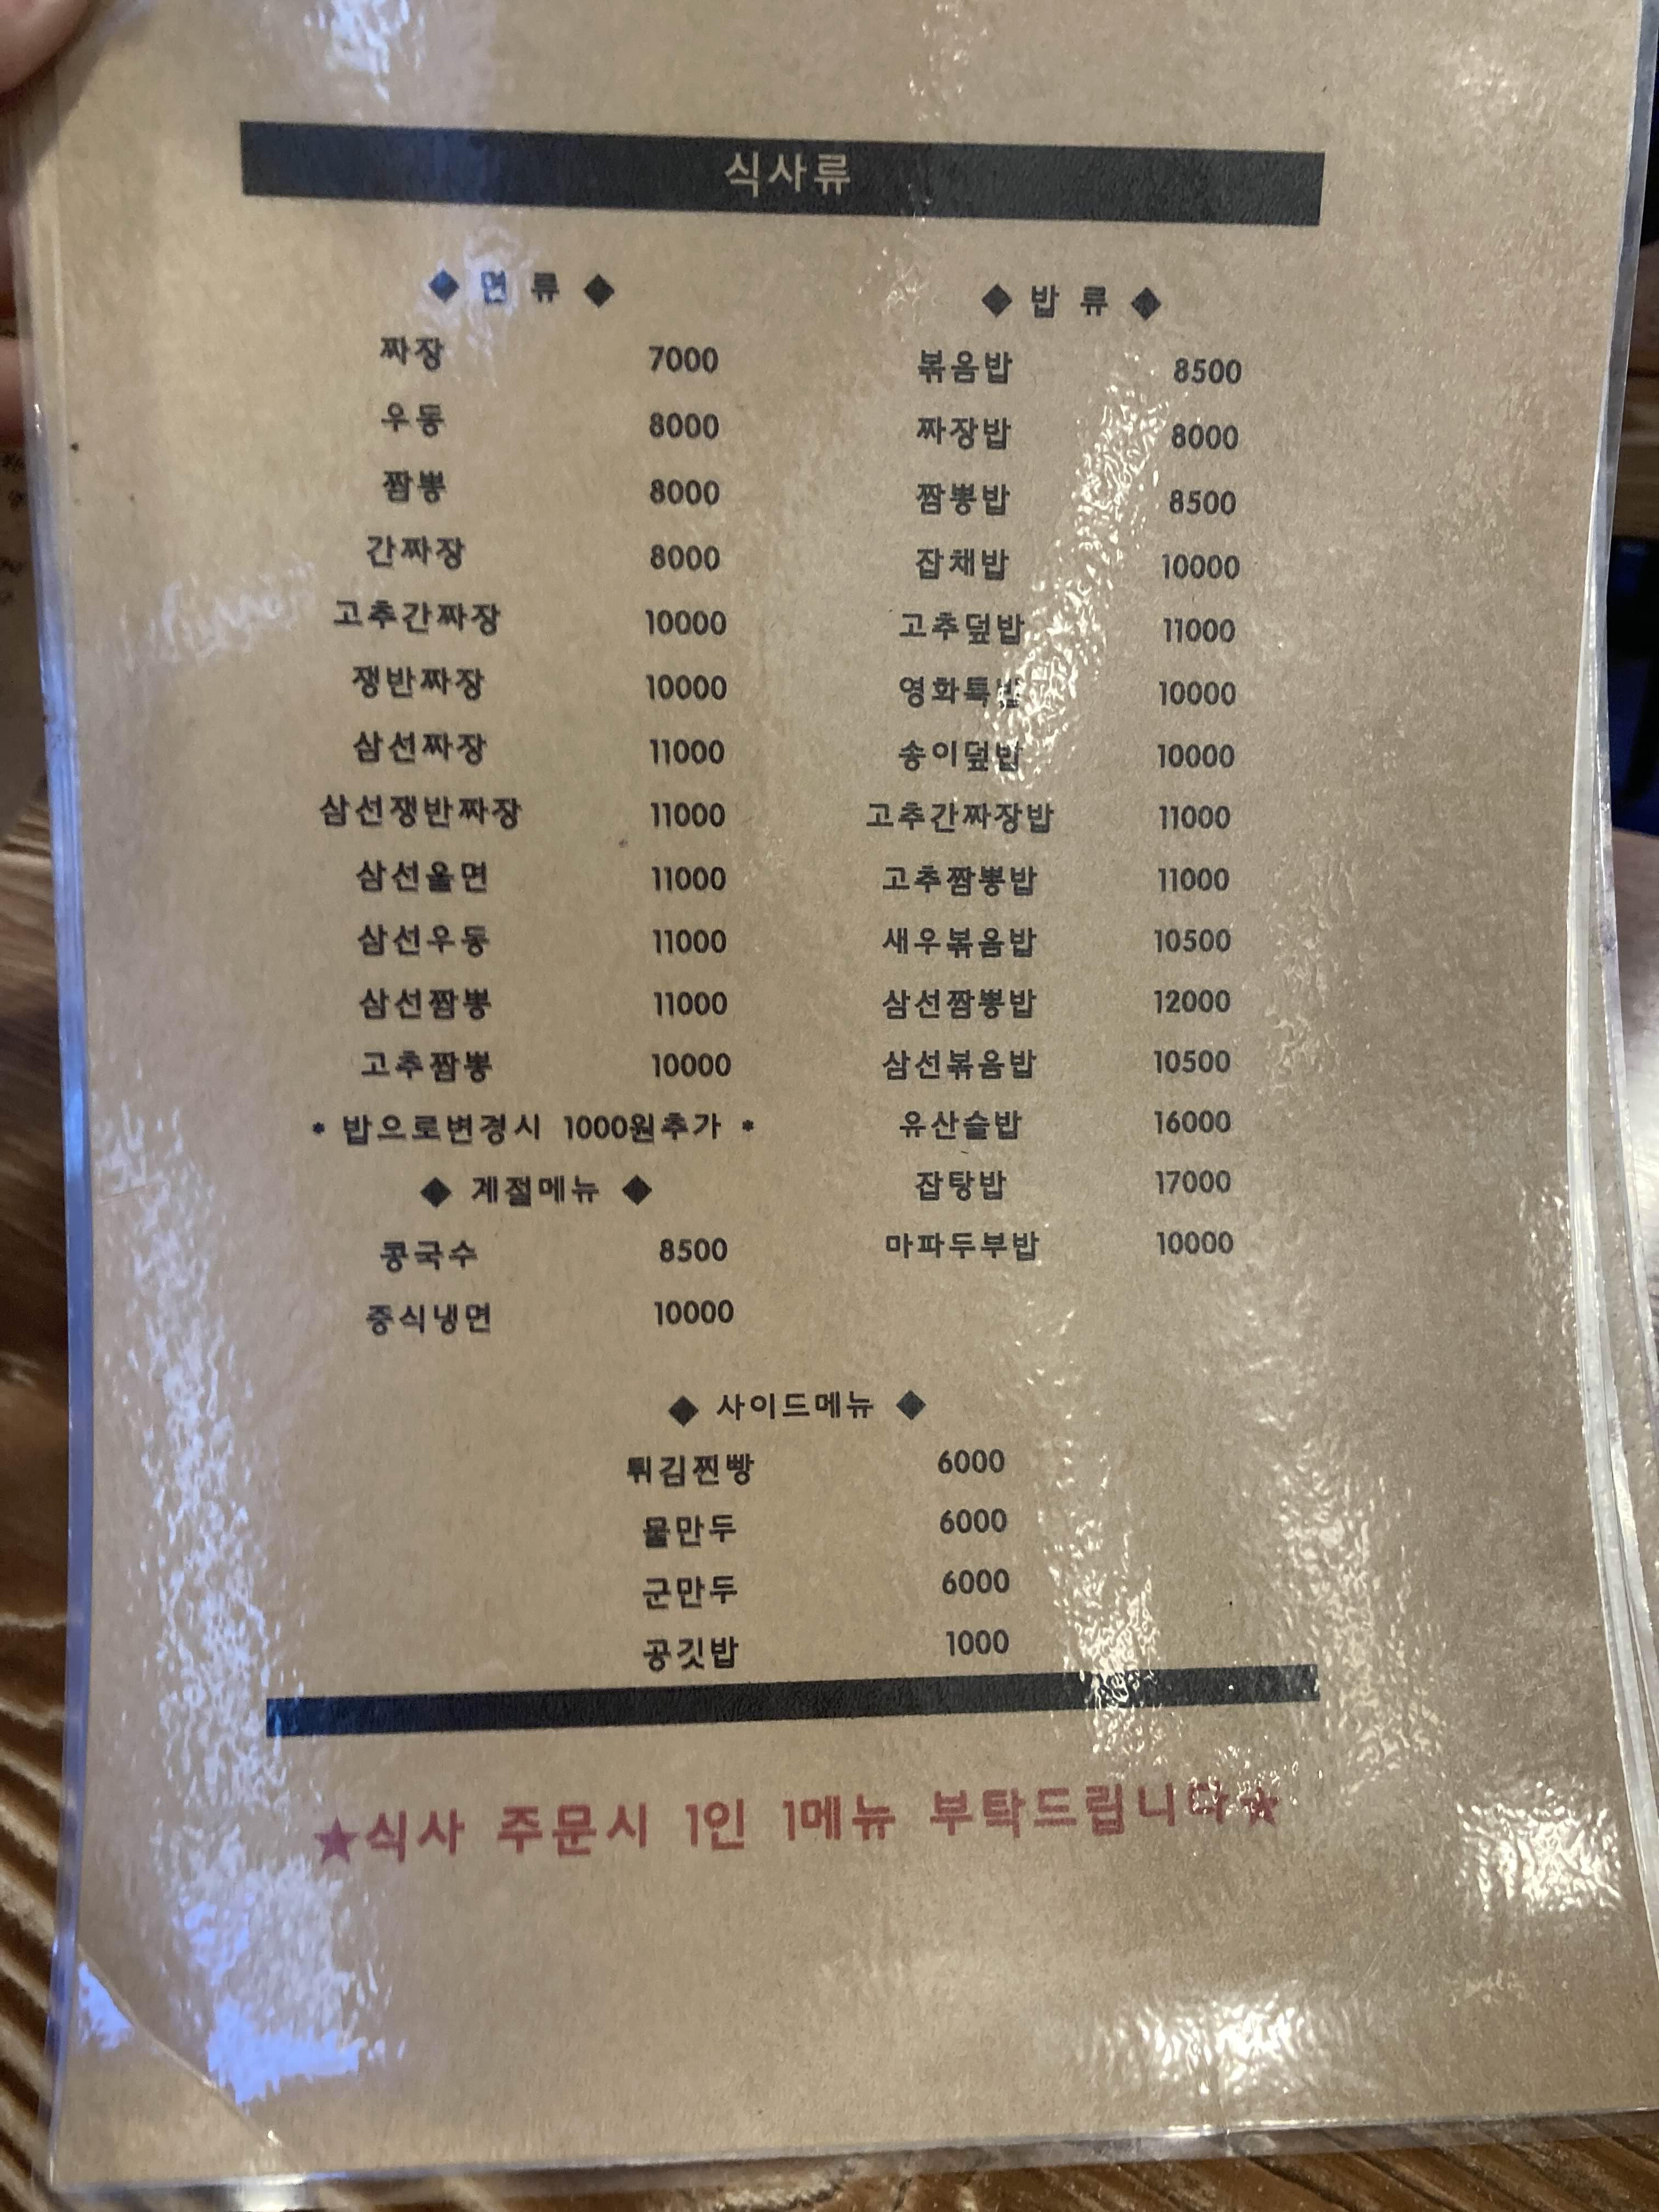 식사류
◆ 면 류 ◆
짜장 7000
우동 8000
짬뽕 8000
간짜장 8000
고추간짜장 10000
쟁반짜장 10000
삼선짜장 11000
삼선쟁반짜장 11000
삼선울면 11000
삼선우동 11000
삼선짬뽕 11000
고추짬뽕 10000
* 밥으로변경시 1000원추가 *
◆ 계절메뉴 ◆
콩국수 8500
중식냉면 10000
◆ 밥 류 ◆
볶음밥 8500
짜장밥 8000
짬뽕밥 8500
잡채밥 10000
고추덮밥 11000
영화특밥 10000
송이덮밥 10000
고추간짜장밥 11000
고추짬뽕밥 11000
새우볶음밥 10500
삼선짬뽕밥 12000
삼선볶음밥 10500
유산슬밥 16000
잡탕밥 17000
마파두부밥 10000
◆ 사이드메뉴 ◆
튀김찐빵 6000
물만두 6000
군만두 6000
공깃밥 1000
★식사 주문시 1인 1메뉴 부탁드립니다★